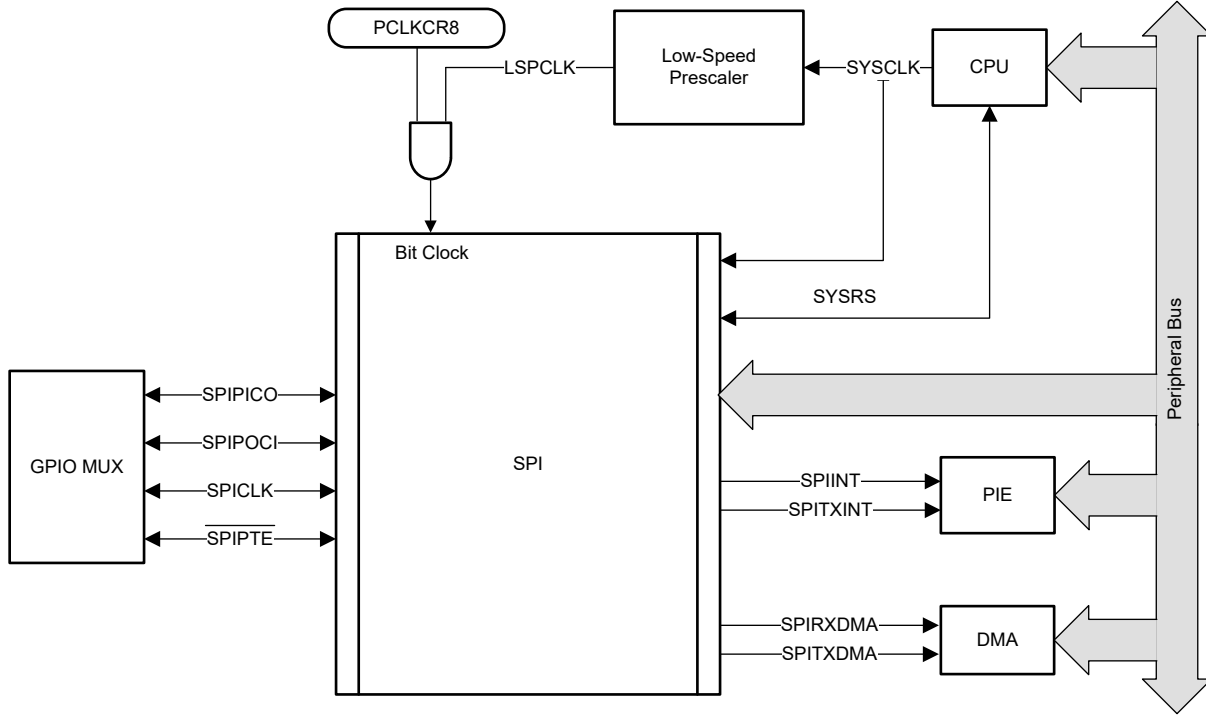 PCLKCR8
LSPCLK
Low-Speed
Prescaler
SYSCLK
CPU
Bit Clock
SYSRS
Peripheral Bus
GPIO MUX
SPIPICO
SPIPOCI
SPICLK
SPIPTE
SPI
SPIINT
SPITXINT
PIE
SPIRXDMA
SPITXDMA
DMA